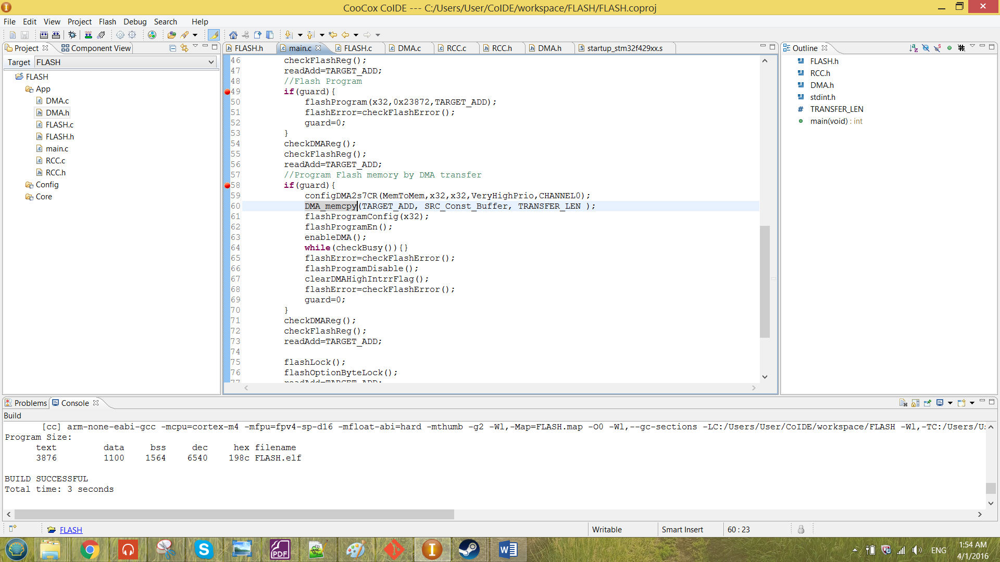 CooCox CoIDE --- C:/Users/User/CoIDE/workspace/FLASH/FLASH.coproj
File Edit View Project Flash Debug Search Help
Project Component View
Target FLASH
FLASH
App
DMA.c
DMA.h
FLASH.c
FLASH.h
main.c
RCC.c
RCC.h
Config
Core
FLASH.h main.c FLASH.c DMA.c RCC.c RCC.h DMA.h startup_stm32f429xx.s
46 checkFlashReg();
47 readAdd=TARGET_ADD;
48 //Flash Program
49 if(guard){
50 flashProgram(x32,0x23872,TARGET_ADD);
51 flashError=checkFlashError();
52 guard=0;
53 }
54 checkDMAReg();
55 checkFlashReg();
56 readAdd=TARGET_ADD;
57 //Program Flash memory by DMA transfer
58 if(guard){
59 configDMA2s7CR(MemToMem,x32,x32,VeryHighPrio,CHANNEL0);
60 DMA_memcpy(TARGET_ADD, SRC_Const_Buffer, TRANSFER_LEN );
61 flashProgramConfig(x32);
62 flashProgramEn();
63 enableDMA();
64 while(checkBusy()){}
65 flashError=checkFlashError();
66 flashProgramDisable();
67 clearDMAHighIntrrFlag();
68 flashError=checkFlashError();
69 guard=0;
70 }
71 checkDMAReg();
72 checkFlashReg();
73 readAdd=TARGET_ADD;
74
75 flashLock();
76 flashOptionByteLock();
77 readAdd=TARGET_ADD;
Outline
FLASH.h
RCC.h
DMA.h
stdint.h
TRANSFER_LEN
main(void) : int
Problems Console
Build
[cc] arm-none-eabi-gcc -mcpu=cortex-m4 -mfpu=fpv4-sp-d16 -mfloat-abi=hard -mthumb -g2 -Wl,-Map=FLASH.map -O0 -Wl,--gc-sections -LC:/Users/User/CoIDE/workspace/FLASH -Wl,-TC:/Users/U
Program Size:
text data bss dec hex filename
3876 1100 1564 6540 198c FLASH.elf
BUILD SUCCESSFUL
Total time: 3 seconds
FLASH
Writable Smart Insert 60 : 23
PDF
ENG
1:54 AM
4/1/2016